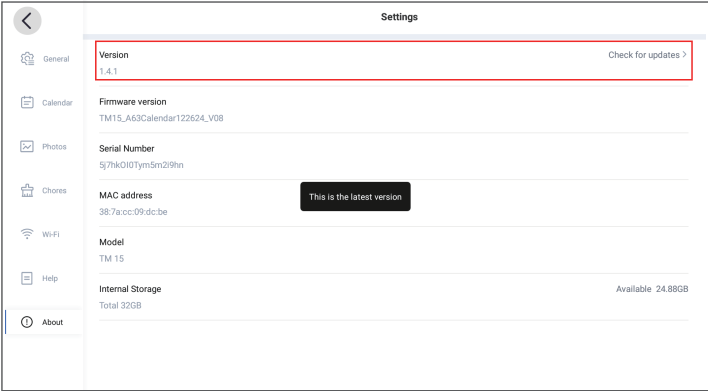 Settings
General
Calendar
Photos
Chores
Wi-Fi
Help
About
Version
Check for updates >
1.4.1
Firmware version
TM15_A63Calendar122624_V08
Serial Number
5j7hkOI0Tym5m2i9hn
MAC address
38:7a:cc:09:dc:be
This is the latest version
Model
TM 15
Internal Storage
Available 24.88GB
Total 32GB